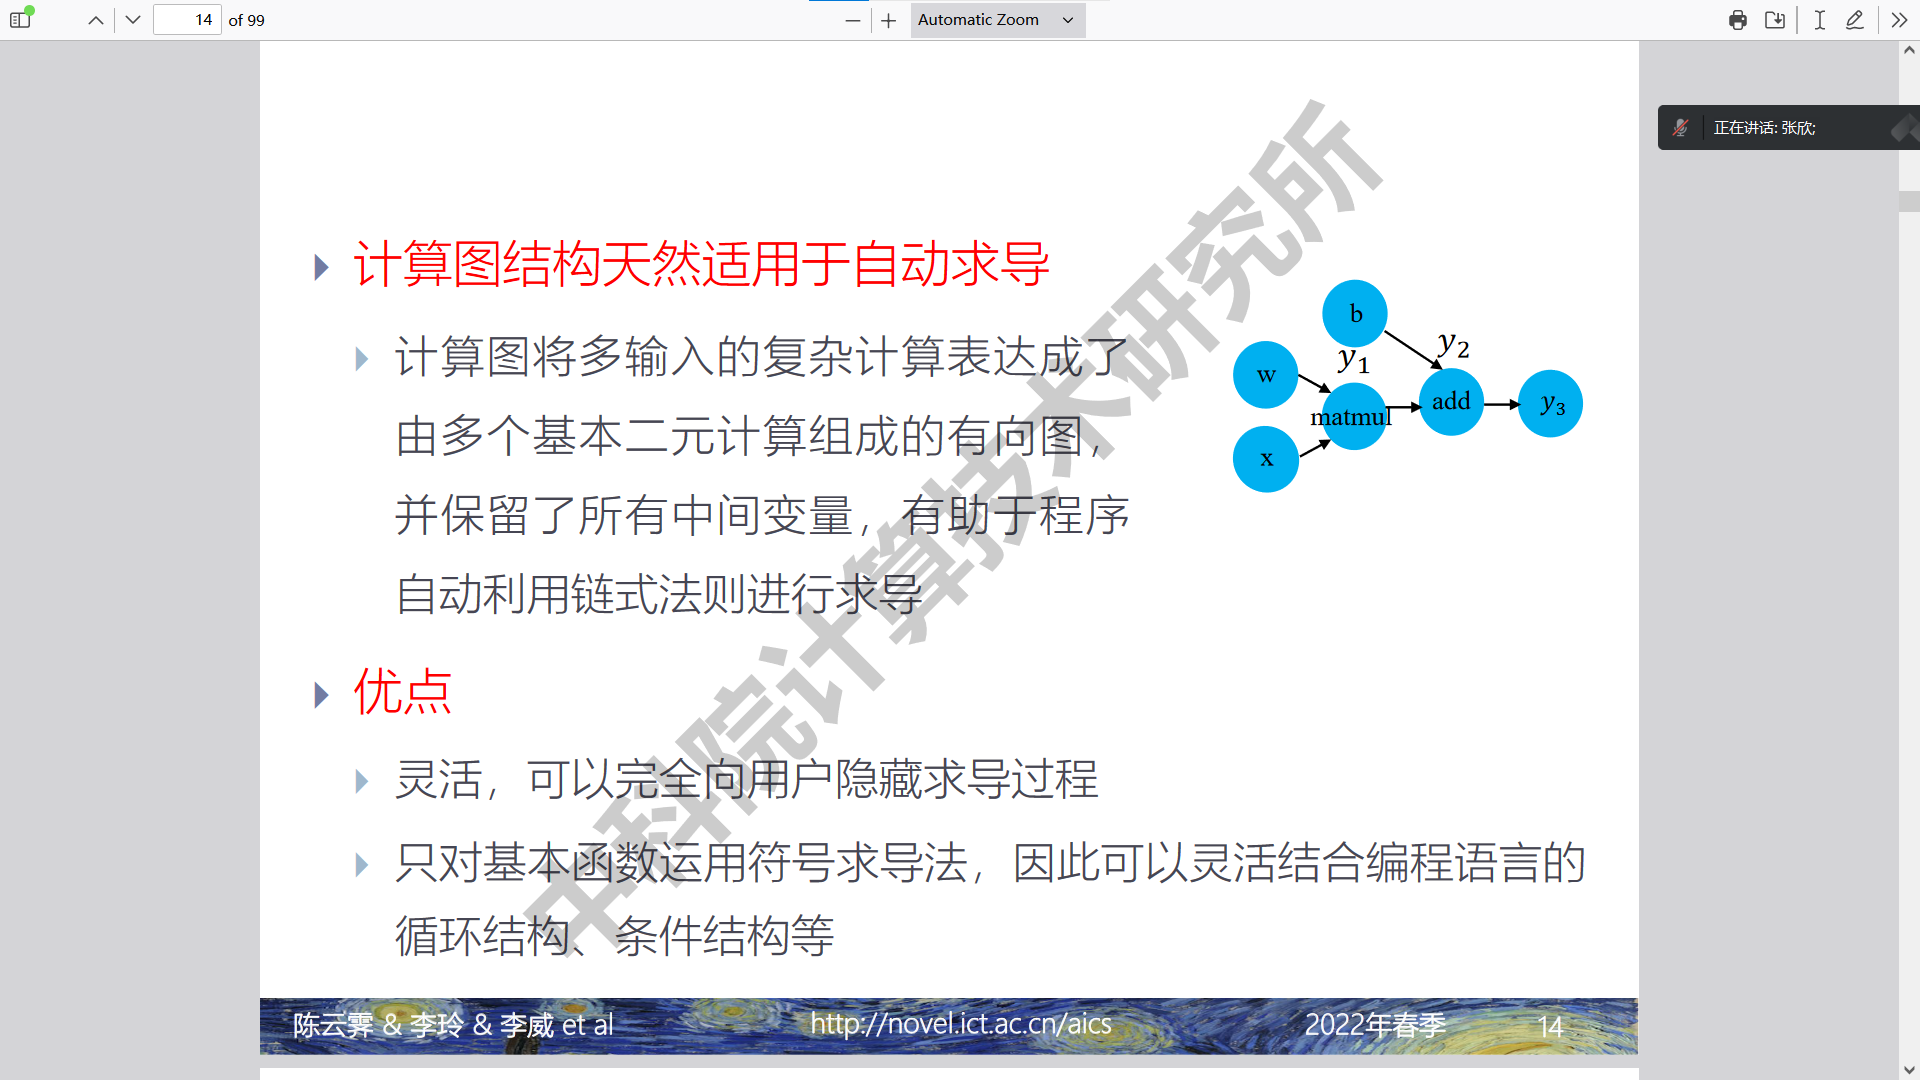 14 of 99
Automatic Zoom
正在讲话: 张欣;
计算图结构天然适用于自动求导
计算图将多输入的复杂计算表达成了
由多个基本二元计算组成的有向图，
并保留了所有中间变量，有助于程序
自动利用链式法则进行求导
b
y₂
y₁
w
matmul
add
y₃
x
优点
灵活，可以完全向用户隐藏求导过程
只对基本函数运用符号求导法，因此可以灵活结合编程语言的
循环结构、条件结构等
中科院计算技术研究所
陈云霁 & 李玲 & 李威 et al
http://novel.ict.ac.cn/aics
2022年春季
14